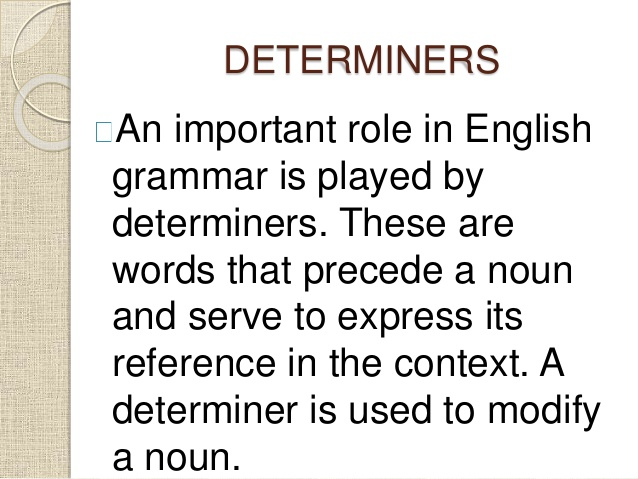 DETERMINERS
An important role in English
grammar is played by
determiners. These are
words that precede a noun
and serve to express its
reference in the context. A
determiner is used to modify
a noun.